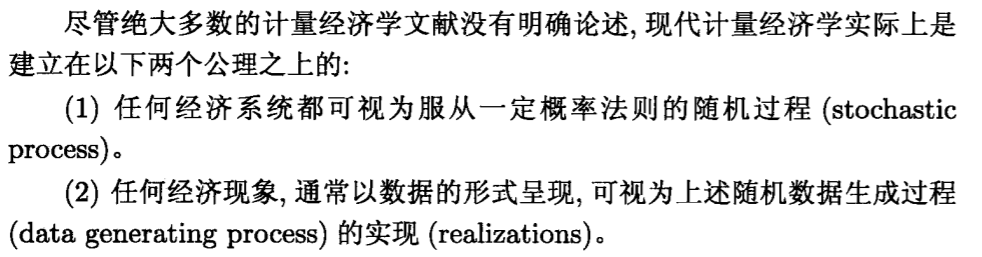 尽管绝大多数的计量经济学文献没有明确论述, 现代计量经济学实际上是
建立在以下两个公理之上的:
(1) 任何经济系统都可视为服从一定概率法则的随机过程 (stochastic
process)。
(2) 任何经济现象, 通常以数据的形式呈现, 可视为上述随机数据生成过程
(data generating process) 的实现 (realizations)。